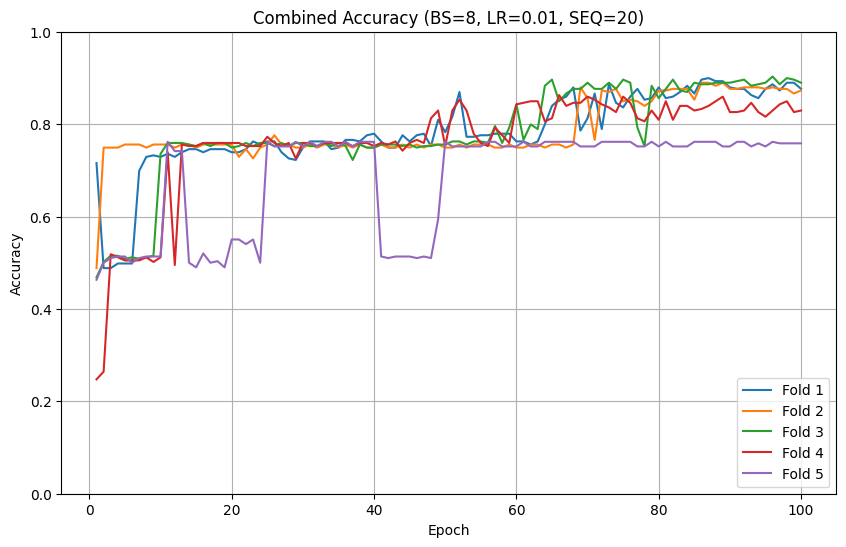 Combined Accuracy (BS=8, LR=0.01, SEQ=20)
Accuracy
1.0
0.8
0.6
0.4
0.2
0.0
0
20
40
60
80
100
Epoch
Fold 1
Fold 2
Fold 3
Fold 4
Fold 5